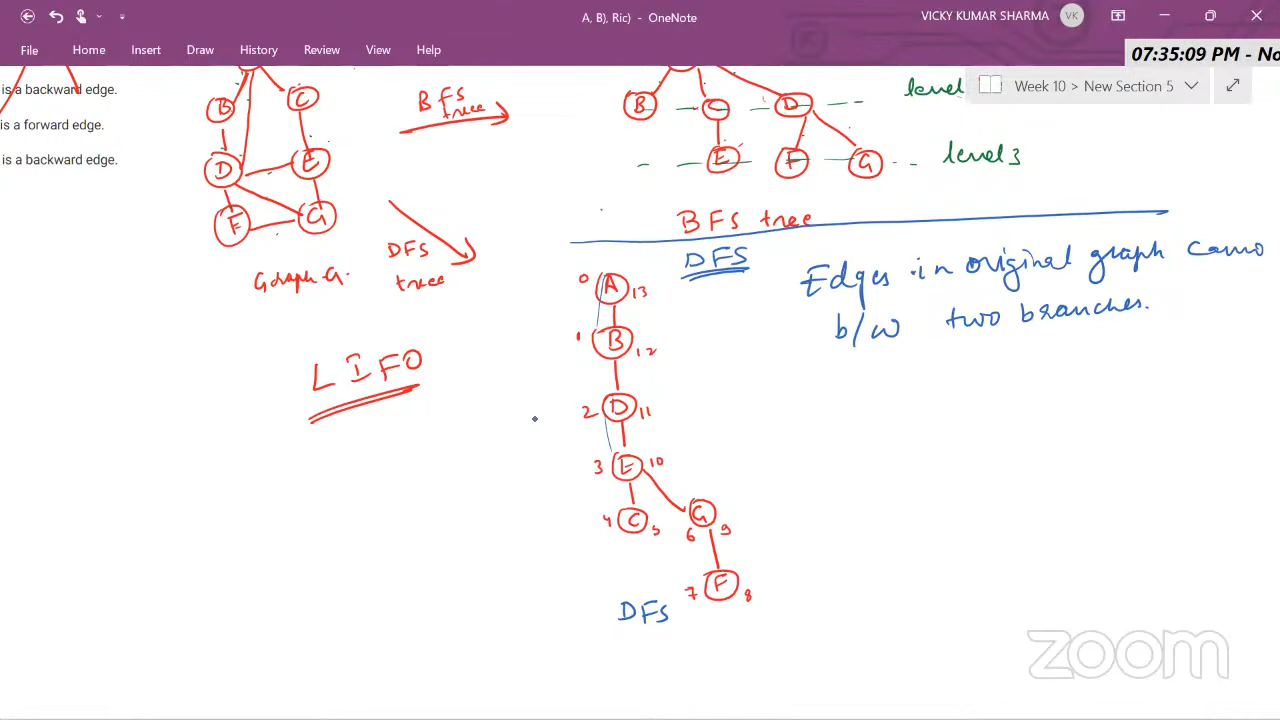 A, B), Ric) - OneNote
VICKY KUMAR SHARMA VK
File Home Insert Draw History Review View Help
07:35:09 PM - No
Week 10 > New Section 5
is a backward edge.
is a forward edge.
is a backward edge.
B C
D E
F G
Graph G.
BFS
tree
DFS
tree
LIFO
B C D level
E F G level 3
BFS tree
DFS
Edges in original graph
b/w two branches.
0 A 13
1 B 12
2 D 11
3 E 10
4 C 5
G
6 9
7 F 8
DFS
zoom